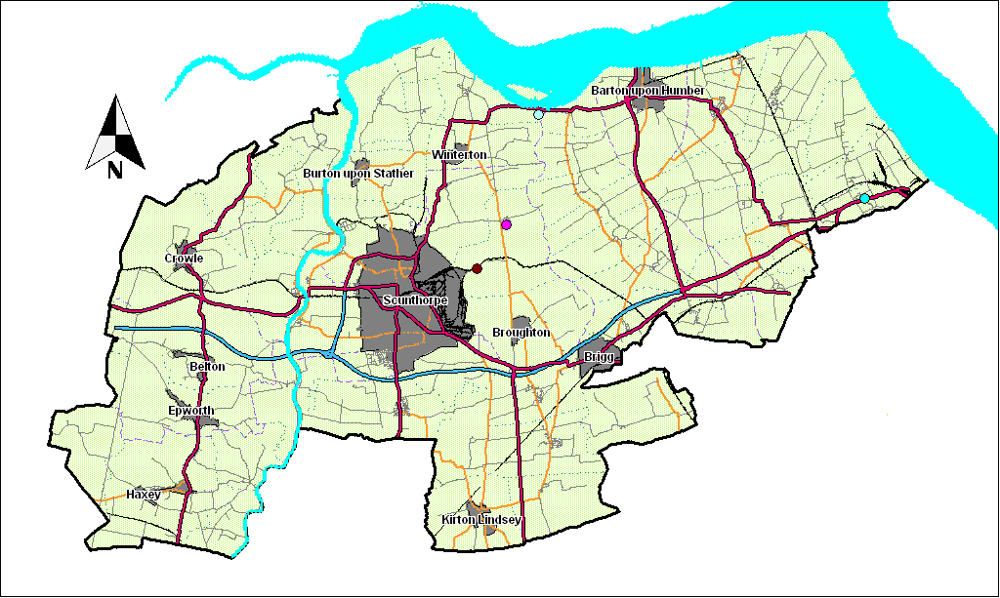 Barton upon Humber
Winterton
Burton upon Stather
N
Crowle
Scunthorpe
Broughton
Brigg
Belton
Epworth
Haxey
Kirton Lindsey